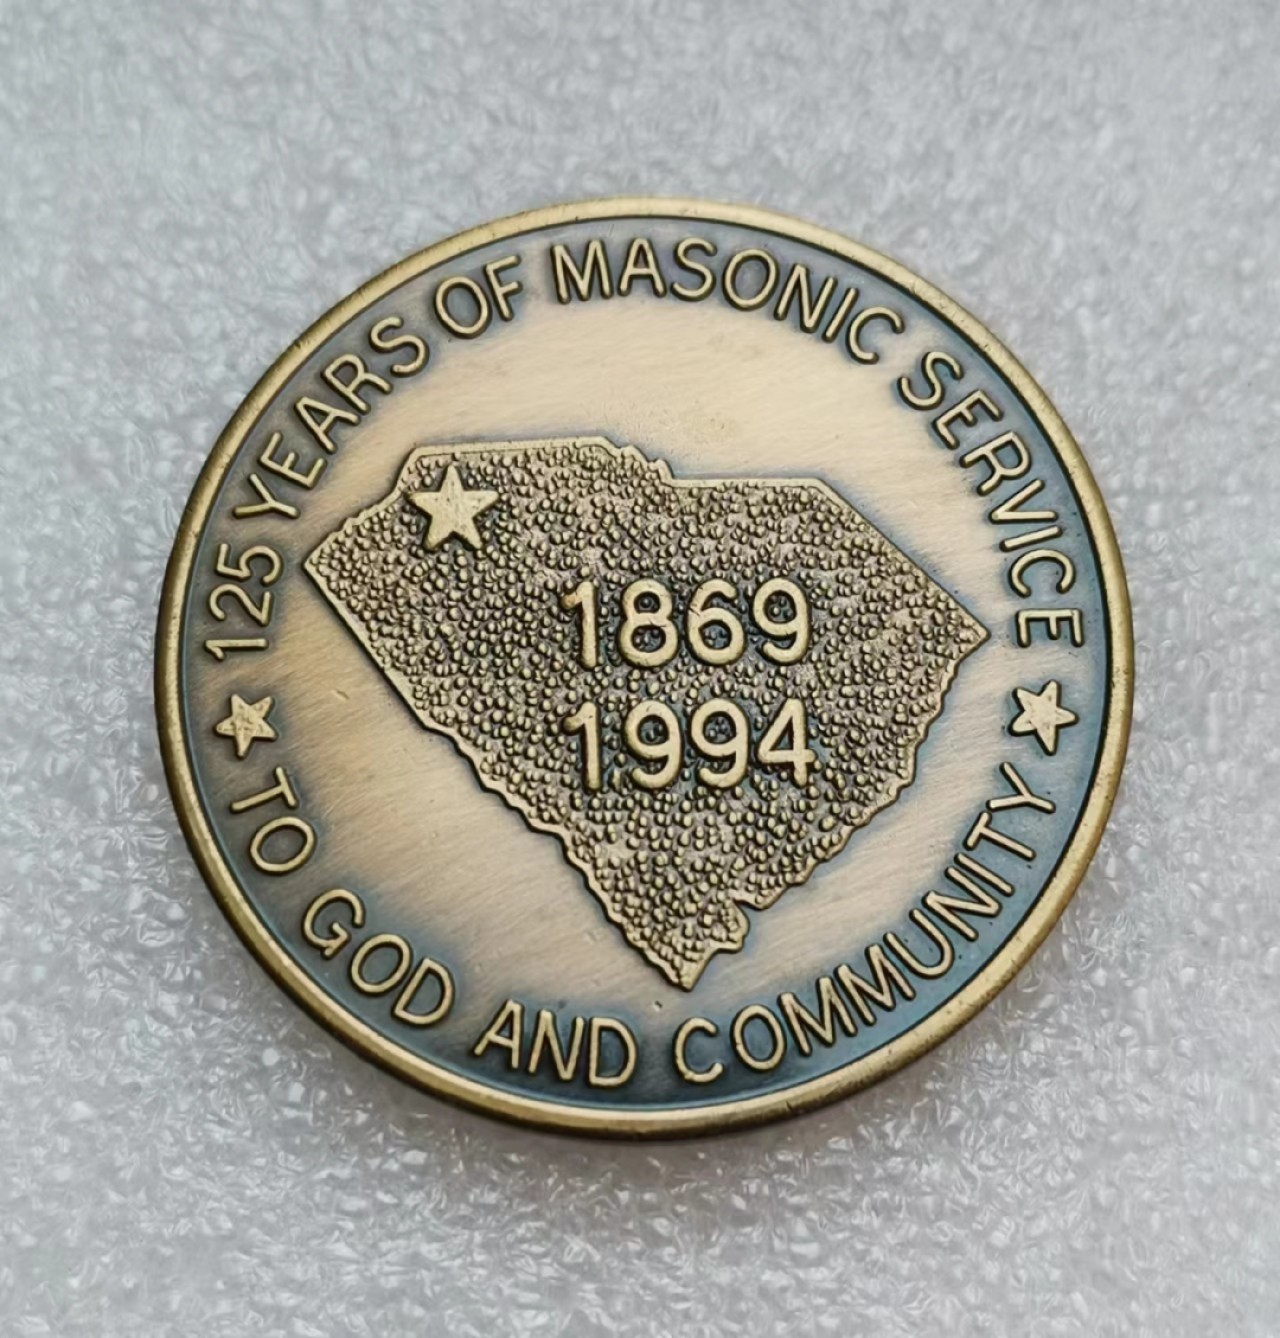 125 YEARS OF MASONIC SERVICE
1869
1994
TO GOD AND COMMUNITY